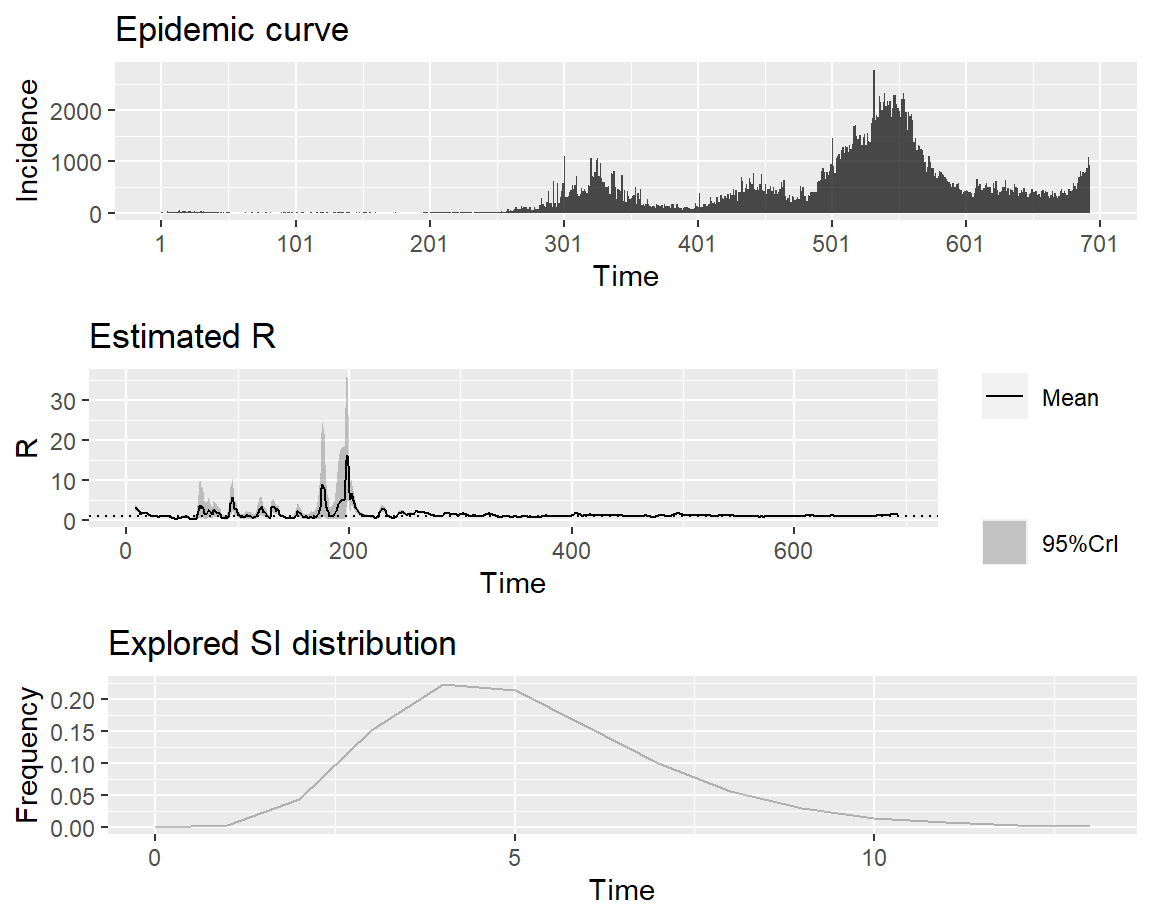 Epidemic curve
Incidence
2000
1000
0
1 101 201 301 401 501 601 701
Time
Estimated R
R
30
20
10
0
0 200 400 600
Time
Mean
95%CrI
Explored SI distribution
Frequency
0.20
0.15
0.10
0.05
0.00
0 5 10
Time